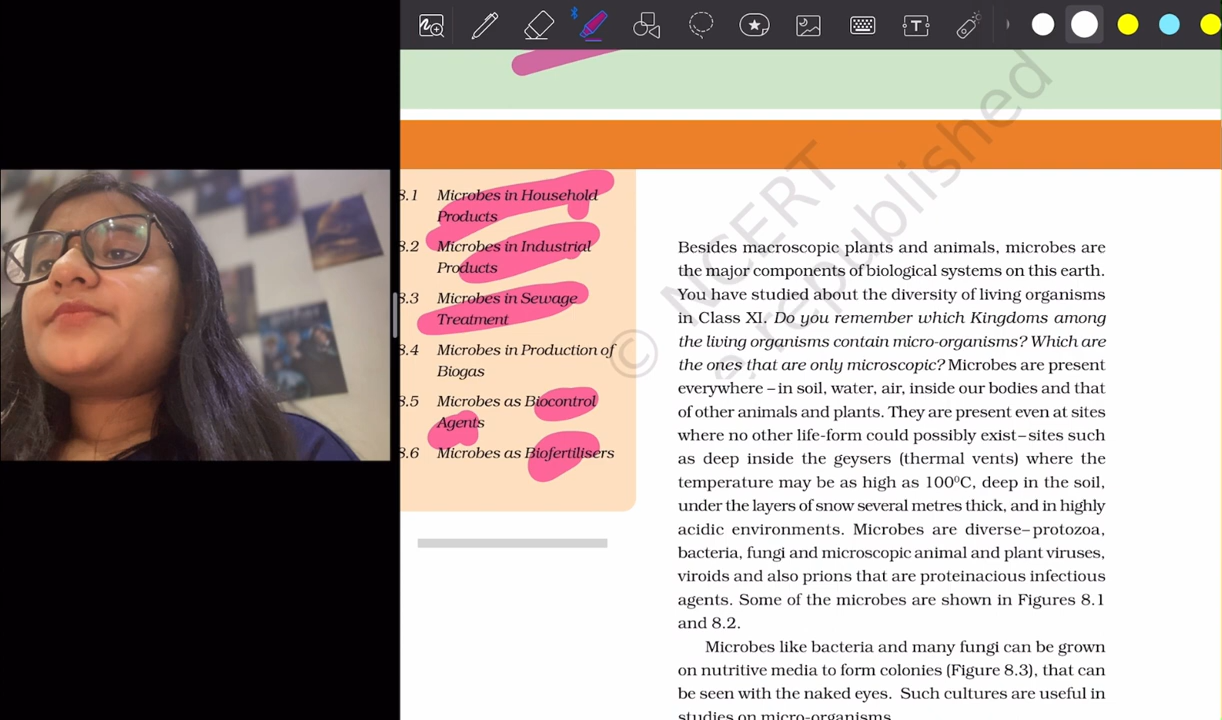 T
8.1 Microbes in Household
Products
8.2 Microbes in Industrial
Products
8.3 Microbes in Sewage
Treatment
8.4 Microbes in Production of
Biogas
8.5 Microbes as Biocontrol
Agents
8.6 Microbes as Biofertilisers
Besides macroscopic plants and animals, microbes are
the major components of biological systems on this earth.
You have studied about the diversity of living organisms
in Class XI. Do you remember which Kingdoms among
the living organisms contain micro-organisms? Which are
the ones that are only microscopic? Microbes are present
everywhere – in soil, water, air, inside our bodies and that
of other animals and plants. They are present even at sites
where no other life-form could possibly exist–sites such
as deep inside the geysers (thermal vents) where the
temperature may be as high as 100⁰C, deep in the soil,
under the layers of snow several metres thick, and in highly
acidic environments. Microbes are diverse–protozoa,
bacteria, fungi and microscopic animal and plant viruses,
viroids and also prions that are proteinacious infectious
agents. Some of the microbes are shown in Figures 8.1
and 8.2.
Microbes like bacteria and many fungi can be grown
on nutritive media to form colonies (Figure 8.3), that can
be seen with the naked eyes. Such cultures are useful in
studies on micro-organisms.
© NCERT
republished